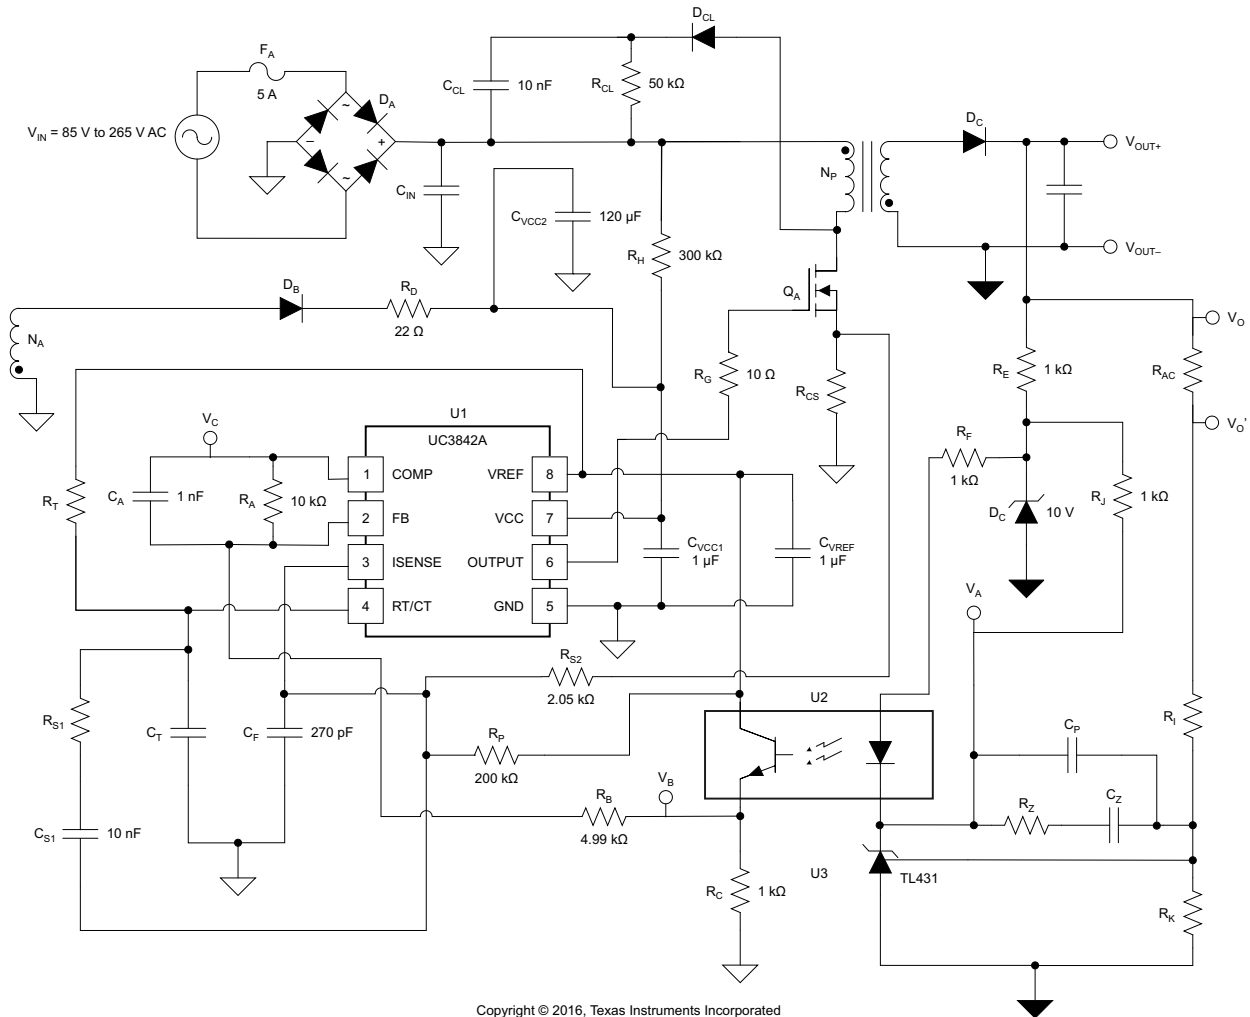 D_CL
F_A
5 A
C_CL
10 nF
R_CL
50 kΩ
D_A
~
D_C
V_IN = 85 V to 265 V AC
−
+
V_OUT+
N_P
~
C_IN
C_VCC2
120 µF
R_H
300 kΩ
V_OUT–
D_B
R_D
22 Ω
Q_A
V_O
N_A
R_G
10 Ω
R_CS
R_E
1 kΩ
R_AC
V_O'
U1
V_C
UC3842A
R_F
1 kΩ
R_T
C_A
1 nF
R_A
10 kΩ
1
COMP
VREF
8
2
FB
VCC
7
3
ISENSE
OUTPUT
6
4
RT/CT
GND
5
C_VCC1
1 µF
C_VREF
1 µF
D_C
10 V
R_J
1 kΩ
V_A
R_S2
2.05 kΩ
U2
R_S1
C_T
C_F
270 pF
R_P
200 kΩ
C_P
R_I
V_B
R_B
4.99 kΩ
R_Z
C_Z
C_S1
10 nF
U3
TL431
R_C
1 kΩ
R_K
Copyright © 2016, Texas Instruments Incorporated